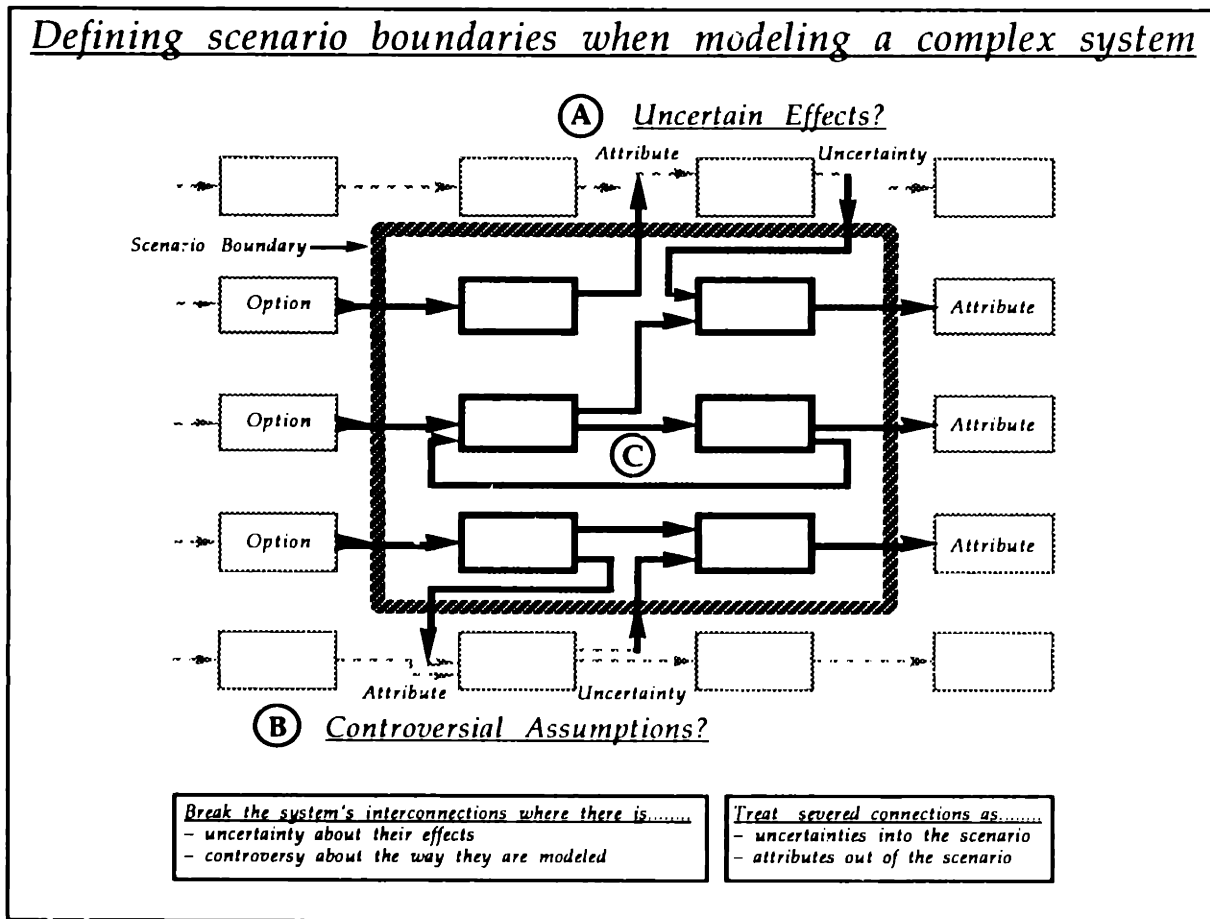 Defining scenario boundaries when modeling a complex system
A Uncertain Effects?
Attribute
Uncertainty
Scenario Boundary
Option
Attribute
Option
Attribute
C
Option
Attribute
Attribute
Uncertainty
B Controversial Assumptions?
Break the system's interconnections where there is........
– uncertainty about their effects
– controversy about the way they are modeled
Treat severed connections as........
– uncertainties into the scenario
– attributes out of the scenario